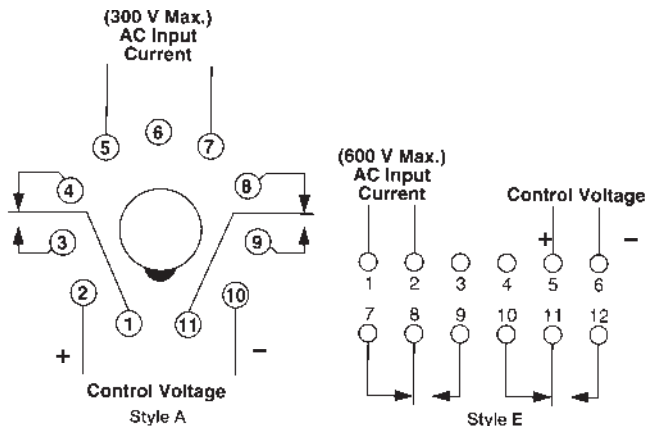 (300 V Max.)
AC Input
Current
5
6
7
4
8
3
9
2
10
1
11
+
–
Control Voltage
Style A
(600 V Max.)
AC Input
Current
Control Voltage
+
–
1 2 3 4 5 6
7 8 9 10 11 12
Style E